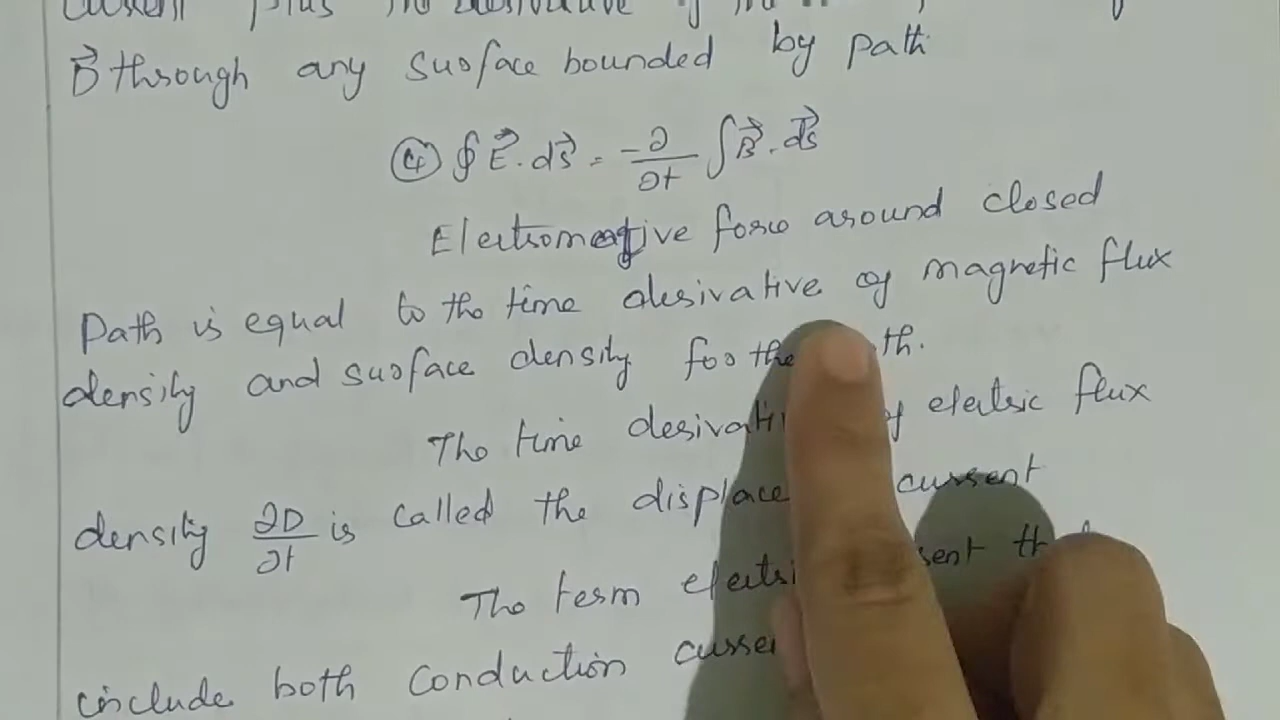 plus
B⃗ through any surface bounded by path
④ ∮ E⃗. ds⃗ = -∂/∂t ∫ B⃗. ds⃗
Electromotive force around closed
path is equal to the time derivative of magnetic flux
density and surface density for the
The time of electric flux
density ∂D/∂t is called the current
The term
include both conduction